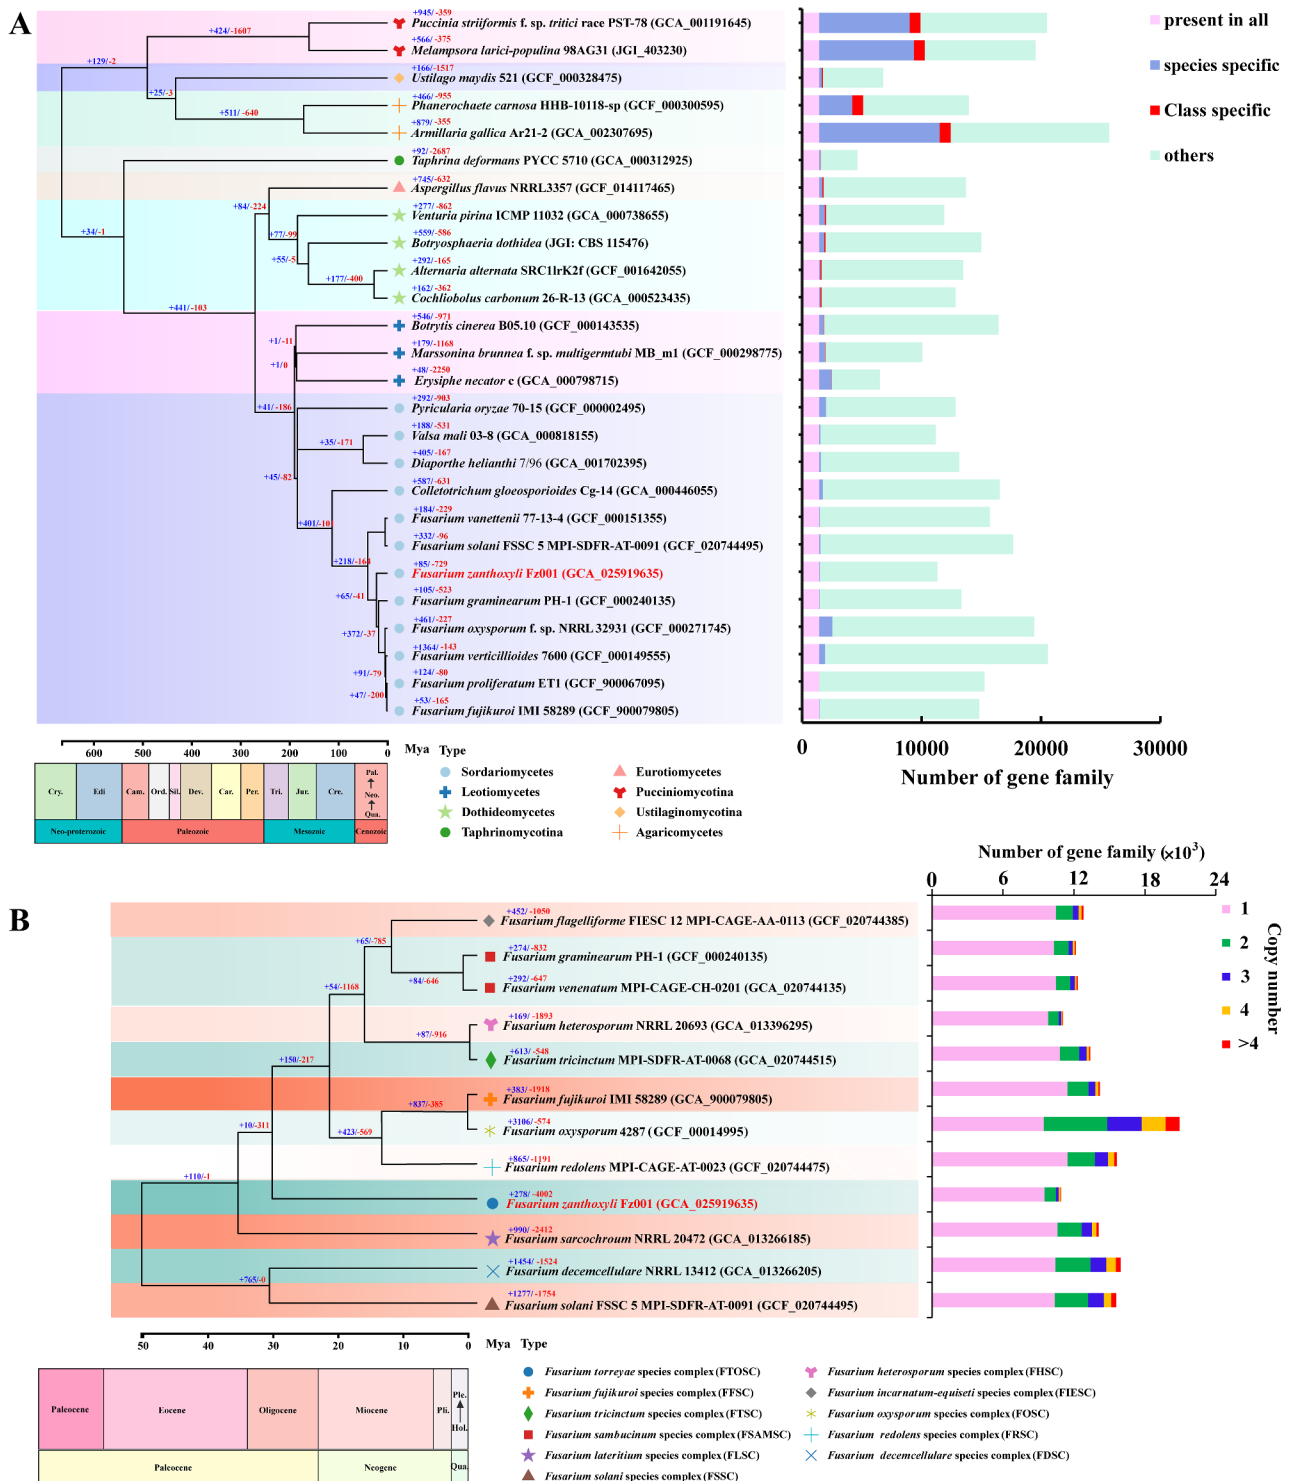 A
+945/-359
Puccinia striiformis f. sp. tritici race PST-78 (GCA_001191645)
+424/-1607
+566/-375
Melampsora larici-populina 98AG31 (JGI_403230)
+129/-2
+166/-1517
Ustilago maydis 521 (GCF_000328475)
+25/-3
+466/-955
Phanerochaete carnosa HHB-10118-sp (GCF_000300595)
+511/-640
+879/-355
Armillaria gallica Ar21-2 (GCA_002307695)
+92/-2687
Taphrina deformans PYCC 5710 (GCA_000312925)
+34/-1
+745/-632
Aspergillus flavus NRRL3357 (GCF_014117465)
+84/-224
+277/-862
Venturia pirina ICMP 11032 (GCA_000738655)
+77/-99
+559/-586
Botryosphaeria dothidea (JGI: CBS 115476)
+55/-5
+292/-165
Alternaria alternata SRC1lrK2f (GCF_001642055)
+177/-400
+162/-362
Cochliobolus carbonum 26-R-13 (GCA_000523435)
+441/-103
+546/-971
Botrytis cinerea B05.10 (GCF_000143535)
+1/-11
+179/-1168
Marssonina brunnea f. sp. multigermtubi MB_m1 (GCF_000298775)
+1/0
+48/-2250
Erysiphe necator c (GCA_000798715)
+41/-186
+292/-903
Pyricularia oryzae 70-15 (GCF_000002495)
+188/-531
Valsa mali 03-8 (GCA_000818155)
+35/-171
+405/-167
Diaporthe helianthi 7/96 (GCA_001702395)
+45/-82
+587/-631
Colletotrichum gloeosporioides Cg-14 (GCA_000446055)
+184/-229
Fusarium vanettenii 77-13-4 (GCF_000151355)
+332/-96
Fusarium solani FSSC 5 MPI-SDFR-AT-0091 (GCF_020744495)
+218/-164
+85/-729
Fusarium zanthoxyli Fz001 (GCA_025919635)
+65/-41
+105/-523
Fusarium graminearum PH-1 (GCF_000240135)
+461/-227
Fusarium oxysporum f. sp. NRRL 32931 (GCF_000271745)
+372/-37
+1364/-143
Fusarium verticillioides 7600 (GCF_000149555)
+91/-79
+124/-80
Fusarium proliferatum ET1 (GCF_900067095)
+47/-200
+53/-165
Fusarium fujikuroi IMI 58289 (GCF_900079805)
present in all
species specific
Class specific
others
0 10000 20000 30000
Number of gene family
600 500 400 300 200 100 0 Mya
Cry. Edi Cam. Ord. Sil. Dev. Car. Per. Tri. Jur. Cre. Pal. Neo. Qua.
Neo-proterozoic Paleozoic Mesozoic Cenozoic
Type
Sordariomycetes
Leotiomycetes
Dothideomycetes
Taphrinomycotina
Eurotiomycetes
Pucciniomycotina
Ustilaginomycotina
Agaricomycetes
B
+452/-1050
Fusarium flagelliforme FIESC 12 MPI-CAGE-AA-0113 (GCF_020744385)
+65/-785
+274/-832
Fusarium graminearum PH-1 (GCF_000240135)
+84/-646
+292/-647
Fusarium venenatum MPI-CAGE-CH-0201 (GCA_020744135)
+54/-1168
+169/-1893
Fusarium heterosporum NRRL 20693 (GCA_013396295)
+87/-916
+613/-548
Fusarium tricinctum MPI-SDFR-AT-0068 (GCA_020744515)
+150/-217
+383/-1918
Fusarium fujikuroi IMI 58289 (GCA_900079805)
+837/-385
+3106/-574
Fusarium oxysporum 4287 (GCF_00014995)
+10/-311
+423/-569
+865/-1191
Fusarium redolens MPI-CAGE-AT-0023 (GCF_020744475)
+110/-1
+278/-4002
Fusarium zanthoxyli Fz001 (GCA_025919635)
+990/-2412
Fusarium sarcochroum NRRL 20472 (GCA_013266185)
+1454/-1524
Fusarium decemcellulare NRRL 13412 (GCA_013266205)
+765/-0
+1277/-1754
Fusarium solani FSSC 5 MPI-SDFR-AT-0091 (GCF_020744495)
Number of gene family (×10³)
0 6 12 18 24
Copy number
1
2
3
4
>4
50 40 30 20 10 0 Mya
Paleocene Eocene Oligocene Miocene Pli. Ple. Hol.
Paleocene Neogene Qua.
Type
Fusarium torreyae species complex (FTOSC)
Fusarium fujikuroi species complex (FFSC)
Fusarium tricinctum species complex (FTSC)
Fusarium sambucinum species complex (FSAMSC)
Fusarium lateritium species complex (FLSC)
Fusarium solani species complex (FSSC)
Fusarium heterosporum species complex (FHSC)
Fusarium incarnatum-equiseti species complex (FIESC)
Fusarium oxysporum species complex (FOSC)
Fusarium redolens species complex (FRSC)
Fusarium decemcellulare species complex (FDSC)